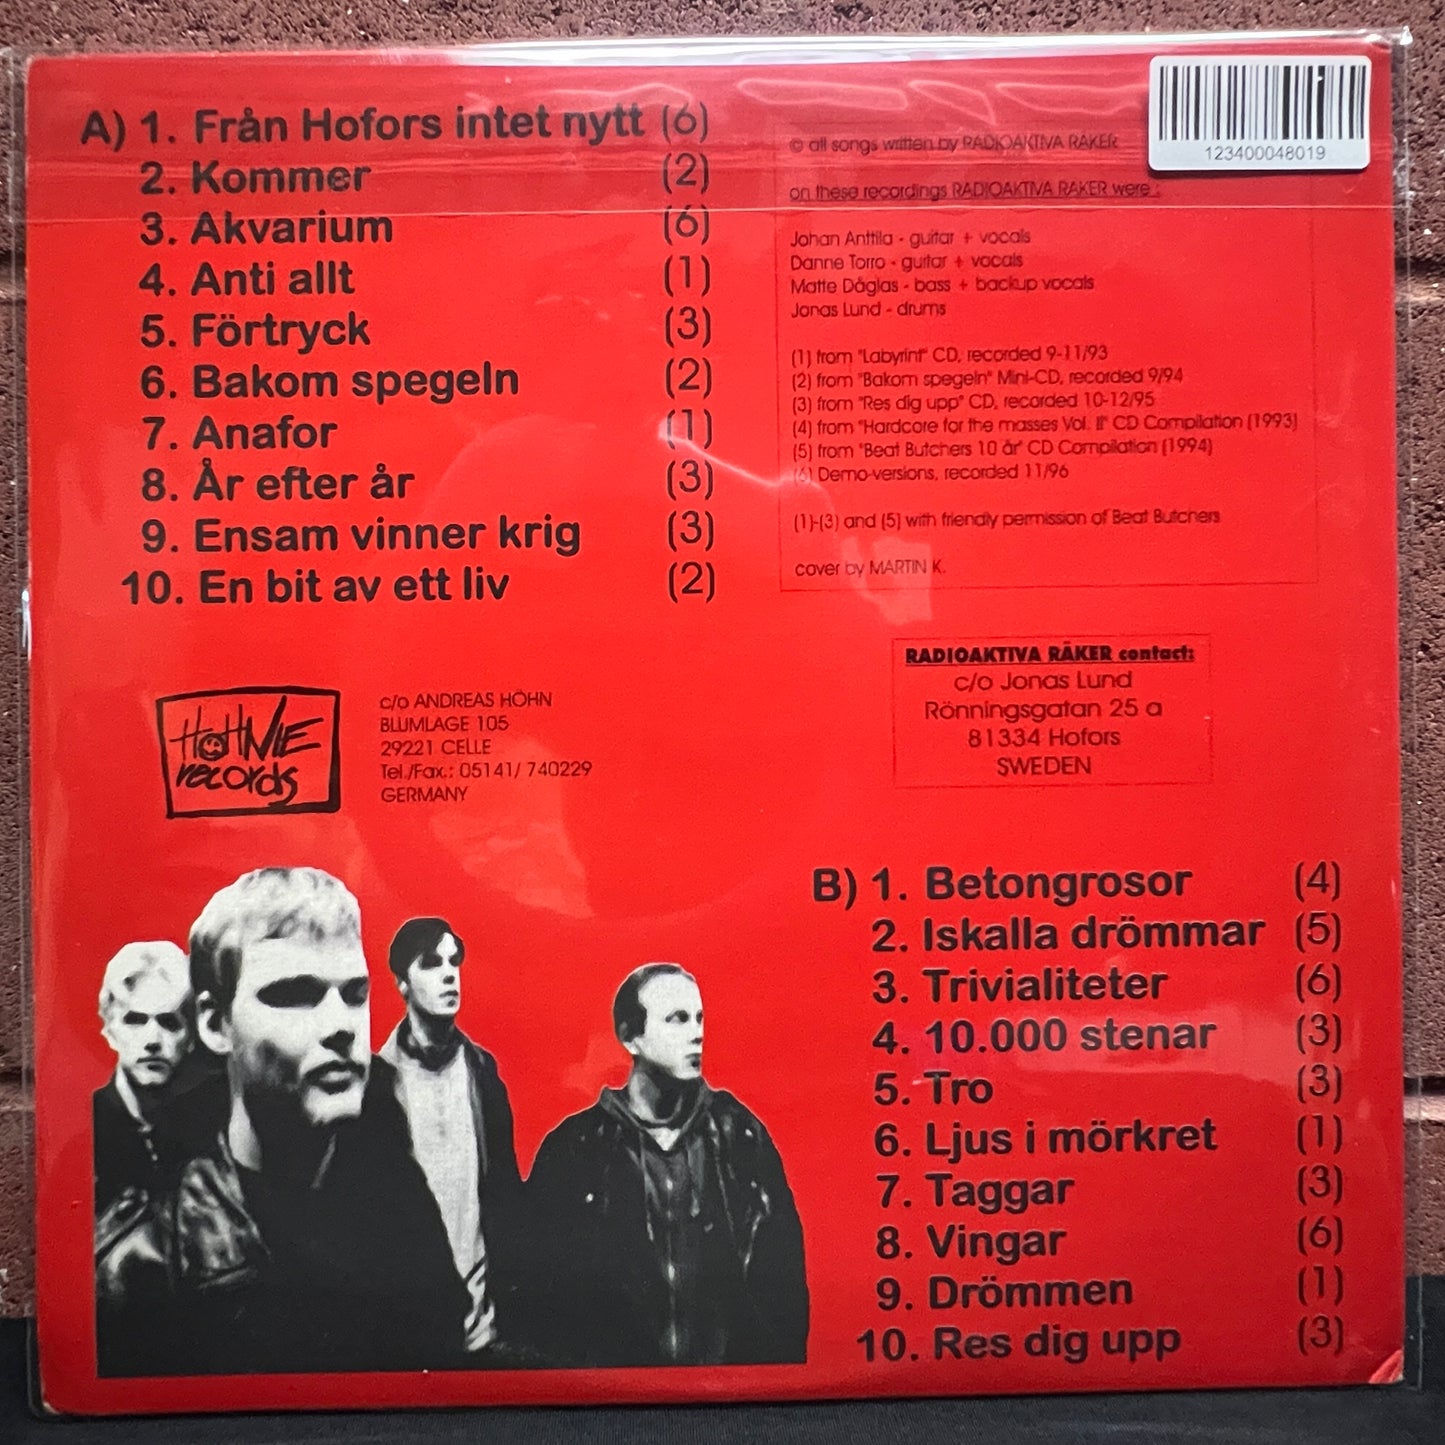 A) 1. Från Hofors intet nytt (6)
2. Kommer (2)
3. Akvarium (6)
4. Anti allt (1)
5. Förtryck (3)
6. Bakom spegeln (2)
7. Anafor (1)
8. År efter år (3)
9. Ensam vinner krig (3)
10. En bit av ett liv (2)
123400048019
© all songs written by RADIOAKTIVA RÄKER
on these recordings RADIOAKTIVA RÄKER were :
Johan Anttila - guitar + vocals
Danne Torro - guitar + vocals
Matte Dåglas - bass + backup vocals
Jonas Lund - drums
(1) from "Labyrint" CD, recorded 9-11/93
(2) from "Bakom spegeln" Mini-CD, recorded 9/94
(3) from "Res dig upp" CD, recorded 10-12/95
(4) from "Hardcore for the masses Vol. II" CD Compilation (1993)
(5) from "Beat Butchers 10 år" CD Compilation (1994)
(6) Demo-versions, recorded 11/96
(1)-(3) and (5) with friendly permission of Beat Butchers
cover by MARTIN K.
HÖHNIE
records
c/o ANDREAS HÖHN
BLUMLAGE 105
29221 CELLE
Tel./Fax.: 05141/ 740229
GERMANY
RADIOAKTIVA RÄKER contact:
c/o Jonas Lund
Rönningsgatan 25 a
81334 Hofors
SWEDEN
B) 1. Betongrosor (4)
2. Iskalla drömmar (5)
3. Trivialiteter (6)
4. 10.000 stenar (3)
5. Tro (3)
6. Ljus i mörkret (1)
7. Taggar (3)
8. Vingar (6)
9. Drömmen (1)
10. Res dig upp (3)